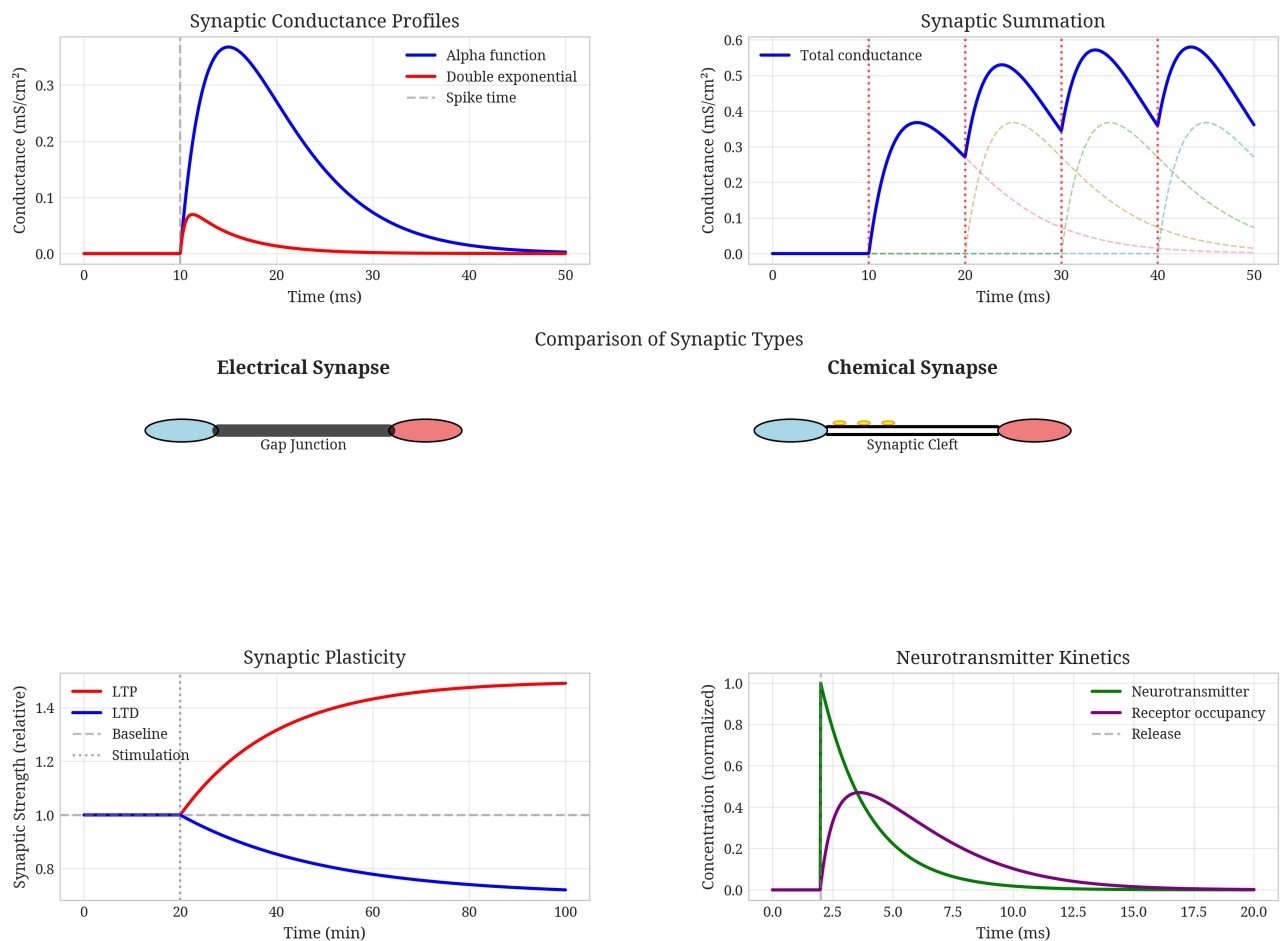 Synaptic Conductance Profiles
Conductance (mS/cm²)
0.3
0.2
0.1
0.0
Alpha function
Double exponential
Spike time
0 10 20 30 40 50
Time (ms)
Synaptic Summation
Conductance (mS/cm²)
0.6
0.5
0.4
0.3
0.2
0.1
0.0
Total conductance
0 10 20 30 40 50
Time (ms)
Comparison of Synaptic Types
Electrical Synapse
Gap Junction
Chemical Synapse
Synaptic Cleft
Synaptic Plasticity
Synaptic Strength (relative)
1.4
1.2
1.0
0.8
LTP
LTD
Baseline
Stimulation
0 20 40 60 80 100
Time (min)
Neurotransmitter Kinetics
Concentration (normalized)
1.0
0.8
0.6
0.4
0.2
0.0
Neurotransmitter
Receptor occupancy
Release
0.0 2.5 5.0 7.5 10.0 12.5 15.0 17.5 20.0
Time (ms)